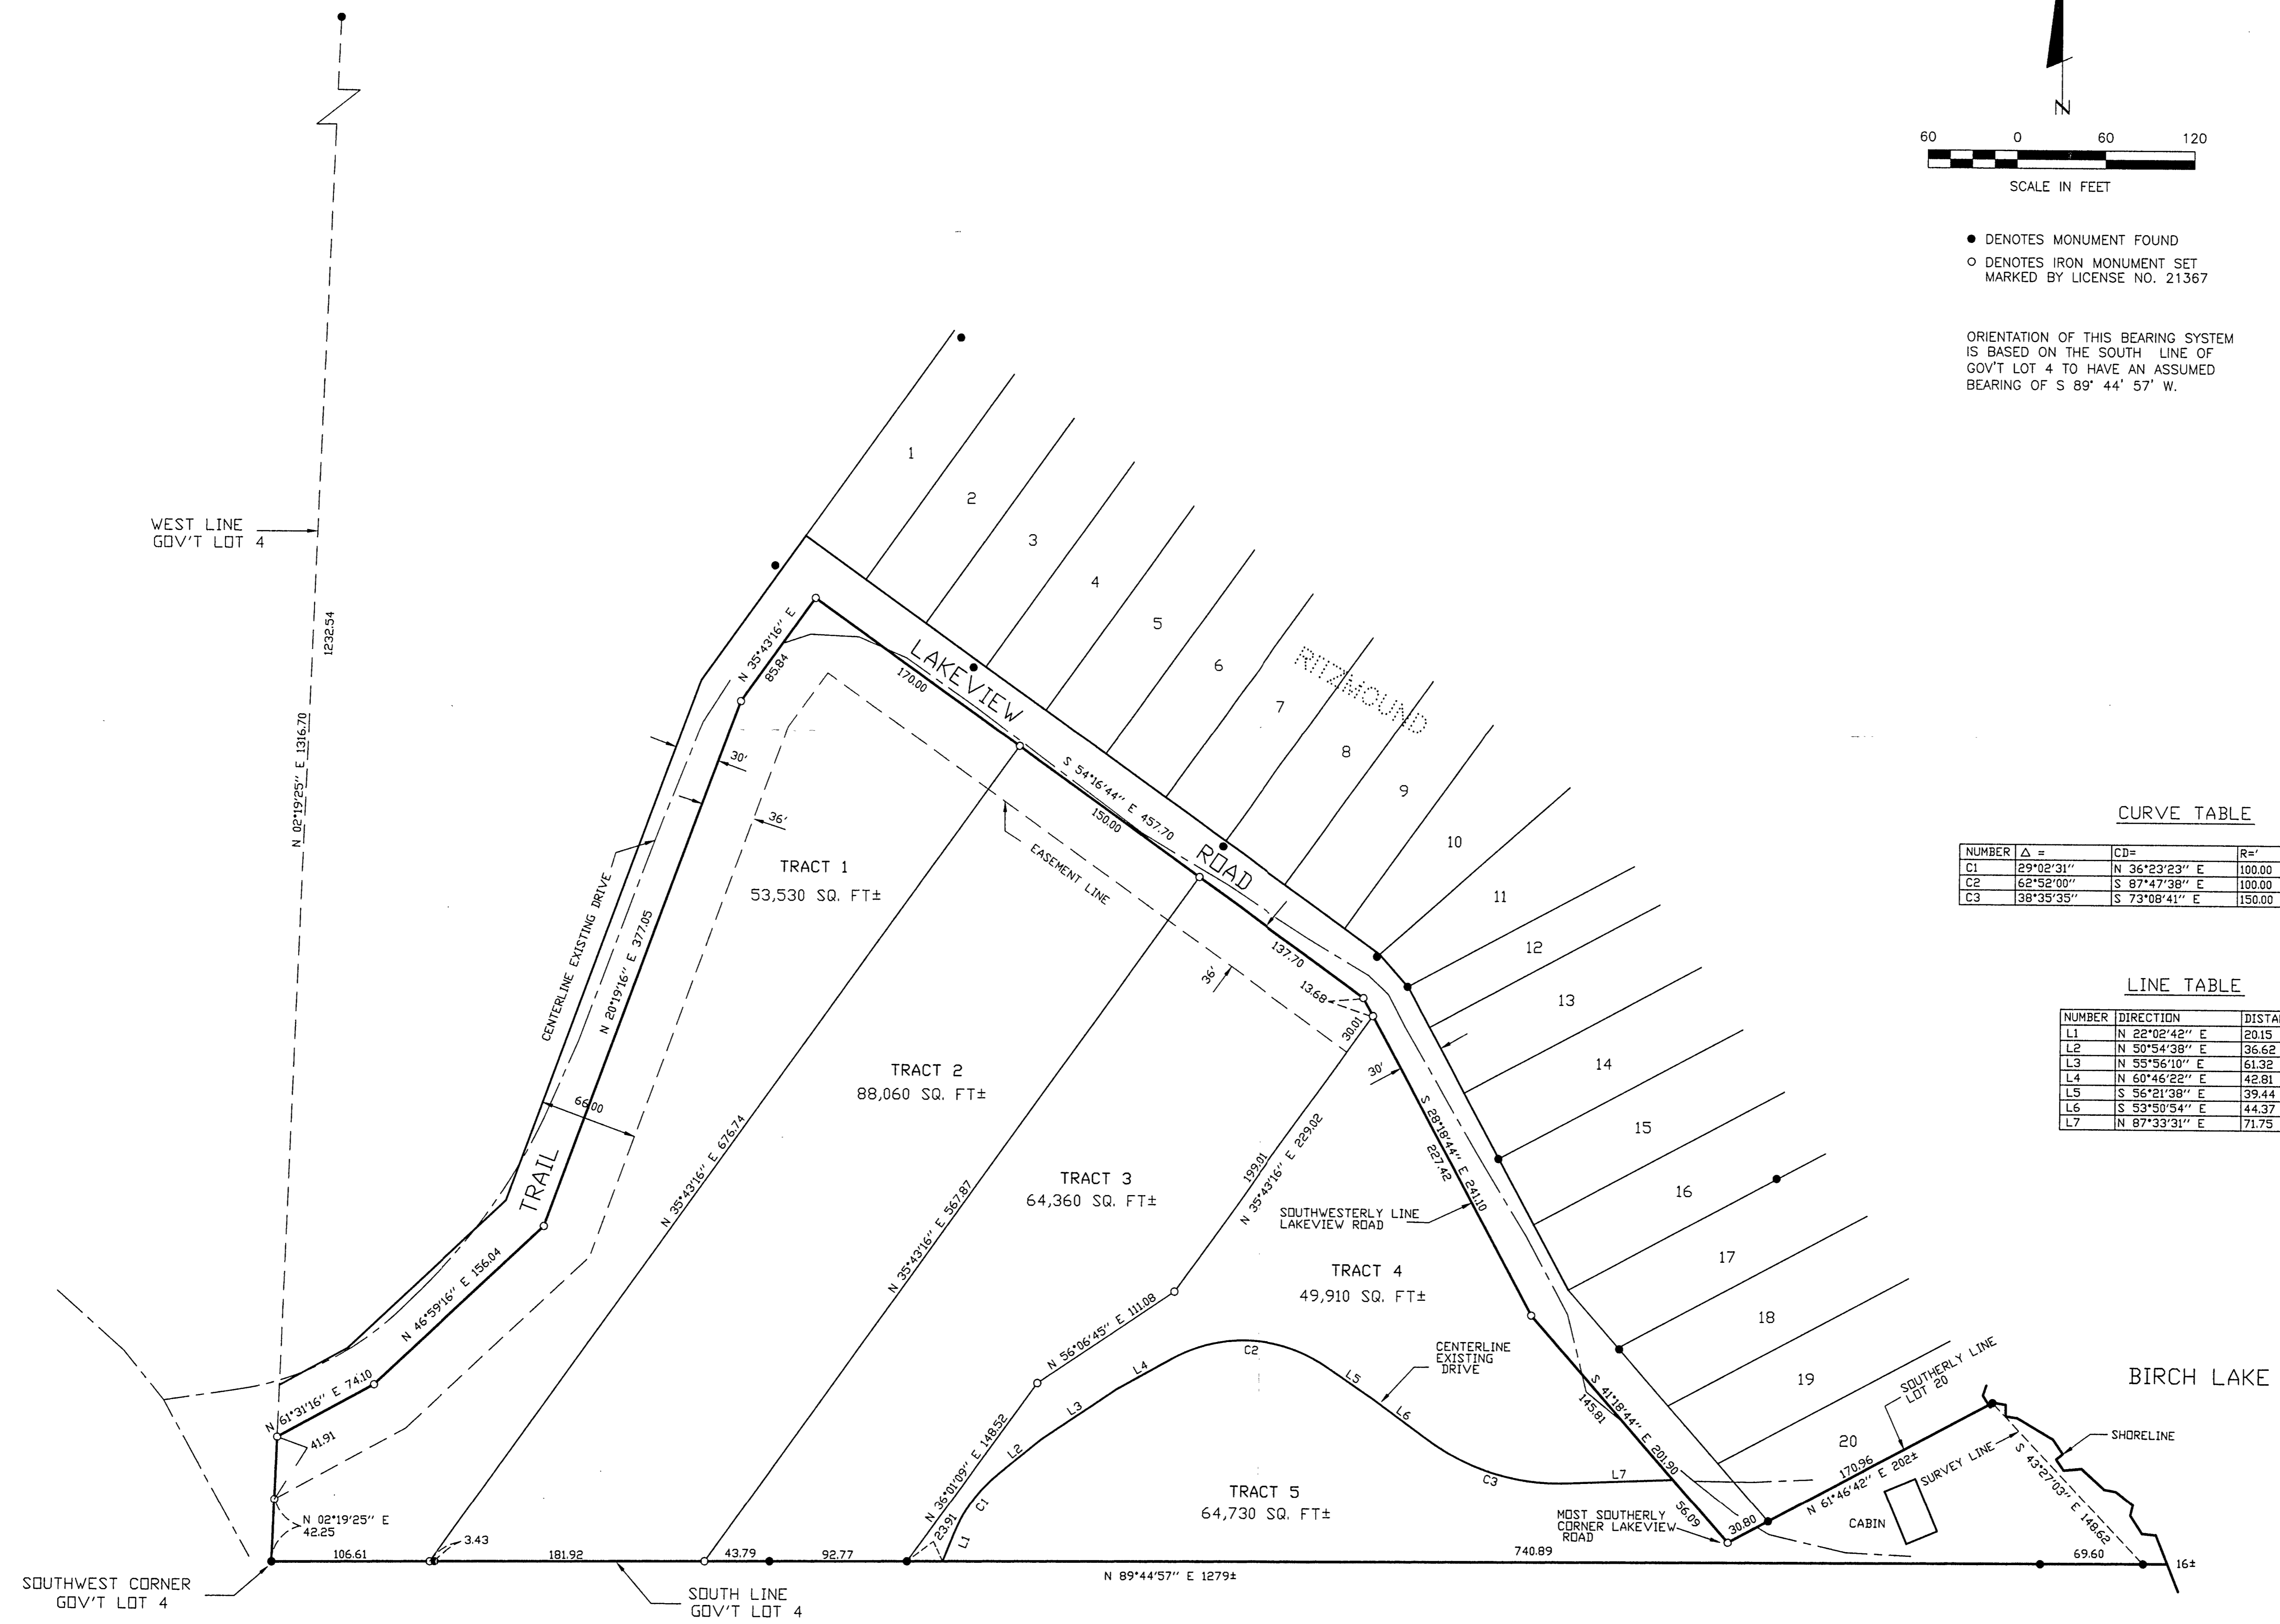 N
60 0 60 120
SCALE IN FEET
● DENOTES MONUMENT FOUND
○ DENOTES IRON MONUMENT SET
MARKED BY LICENSE NO. 21367
ORIENTATION OF THIS BEARING SYSTEM
IS BASED ON THE SOUTH LINE OF
GOV'T LOT 4 TO HAVE AN ASSUMED
BEARING OF S 89° 44' 57' W.
WEST LINE
GOV'T LOT 4
1232.54
N 02°19'25'' E 1316.70
1
2
3
4
5
6
7
8
9
10
11
12
13
14
15
16
17
18
19
20
RITZMOUND
LAKEVIEW
ROAD
N 35°43'16'' E
85.84
170.00
S 54°16'44'' E 457.70
150.00
137.70
13.68
30.01
30'
36'
EASEMENT LINE
36'
30'
CENTERLINE EXISTING DRIVE
N 20°19'16'' E 377.05
66.00
TRAIL
TRACT 1
53,530 SQ. FT±
TRACT 2
88,060 SQ. FT±
TRACT 3
64,360 SQ. FT±
TRACT 4
49,910 SQ. FT±
TRACT 5
64,730 SQ. FT±
N 35°43'16'' E 676.74
N 35°43'16'' E 567.87
199.01
N 35°43'16'' E 229.02
S 28°18'44'' E 241.10
227.42
SOUTHWESTERLY LINE
LAKEVIEW ROAD
N 46°59'16'' E 156.04
N 61°31'16'' E 74.10
41.91
N 02°19'25'' E
42.25
N 56°06'45'' E 111.08
N 36°01'09'' E 148.52
23.91
L1
C1
L2
L3
L4
C2
L5
L6
C3
L7
CENTERLINE
EXISTING
DRIVE
S 41°18'44'' E 201.90
145.81
56.09
MOST SOUTHERLY
CORNER LAKEVIEW
ROAD
30.80
170.96
N 61°46'42'' E 202±
SURVEY LINE
SOUTHERLY LINE
LOT 20
CABIN
BIRCH LAKE
SHORELINE
S 43°27'03'' E 148.62
106.61
3.43
181.92
43.79
92.77
740.89
69.60
16±
N 89°44'57'' E 1279±
SOUTHWEST CORNER
GOV'T LOT 4
SOUTH LINE
GOV'T LOT 4
CURVE TABLE
NUMBER Δ = CD= R='
C1 29°02'31'' N 36°23'23'' E 100.00
C2 62°52'00'' S 87°47'38'' E 100.00
C3 38°35'35'' S 73°08'41'' E 150.00
LINE TABLE
NUMBER DIRECTION DISTA
L1 N 22°02'42'' E 20.15
L2 N 50°54'38'' E 36.62
L3 N 55°56'10'' E 61.32
L4 N 60°46'22'' E 42.81
L5 S 56°21'38'' E 39.44
L6 S 53°50'54'' E 44.37
L7 N 87°33'31'' E 71.75